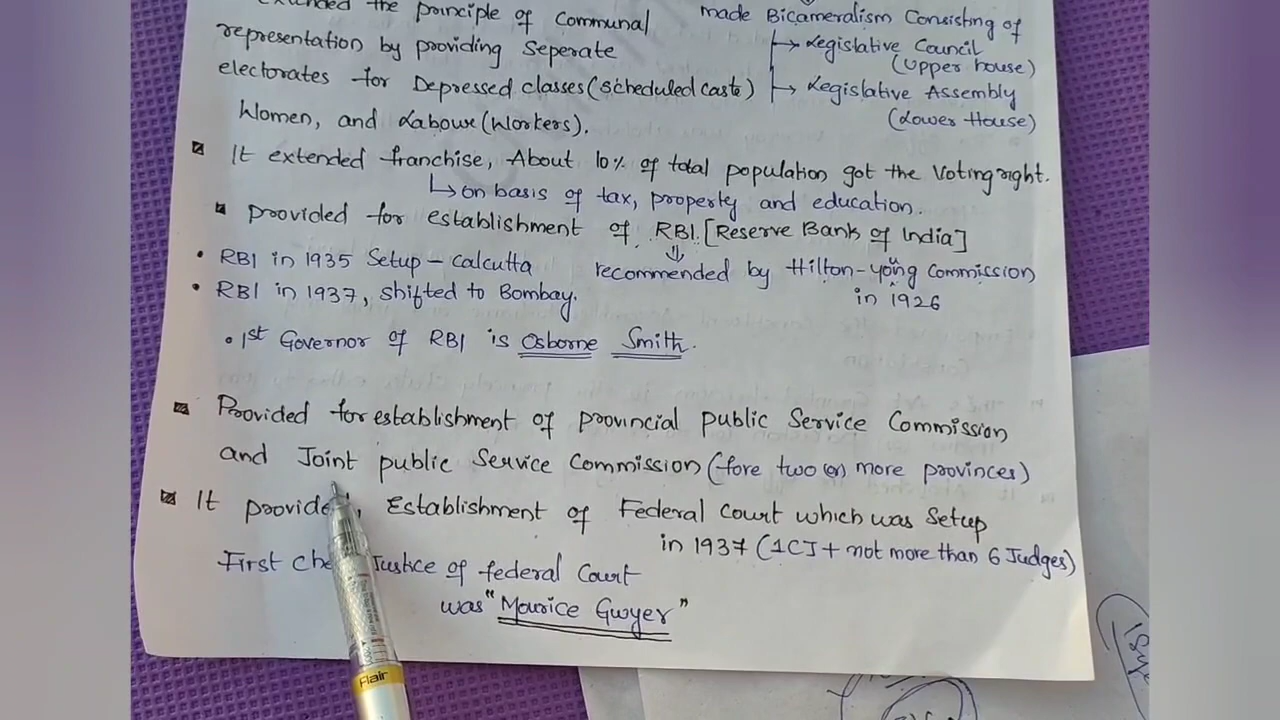 extended the principle of Communal
representation by providing Seperate
electorates for Depressed classes (scheduled caste)
Women, and Labour (Workers).
made Bicameralism Consisting of
→ Legislative Council
(Upper house)
→ Legislative Assembly
(Lower House)
It extended franchise, About 10% of total population got the Voting right.
↳ on basis of tax, property and education.
provided for establishment of RBI. [Reserve Bank of India]
• RBI in 1935 Setup - Calcutta
recommended by Hilton-young Commission
in 1926
• RBI in 1937, shifted to Bombay.
• 1st Governor of RBI is Osborne Smith.
Provided for establishment of provincial public Service Commission
and Joint public Service Commission (fore two or more provinces)
It Establishment of Federal Court which was Setup
in 1937 (1CJ + not more than 6 Judges)
First Justice of federal Court
was "Maurice Gwyer"
Flair